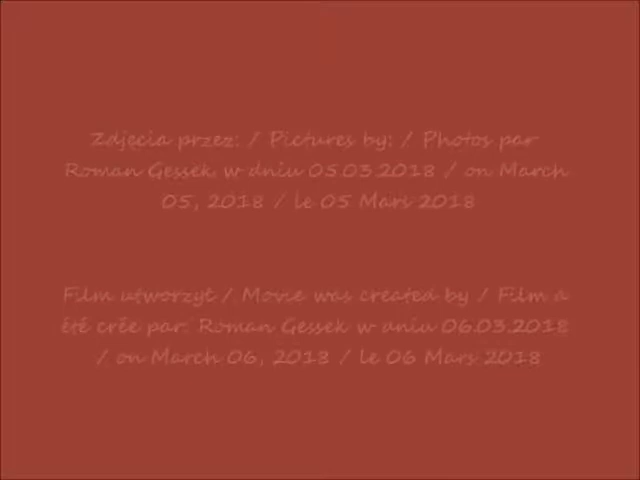 Zdjęcia przez: / Pictures by: / Photos par
Roman Gessek, w dniu 05.03.2018 / on March
05, 2018 / le 05 Mars 2018
Film utworzył / Movie was created by / Film a
été crée par: Roman Gessek w dniu 06.03.2018
/ on March 06, 2018 / le 06 Mars 2018